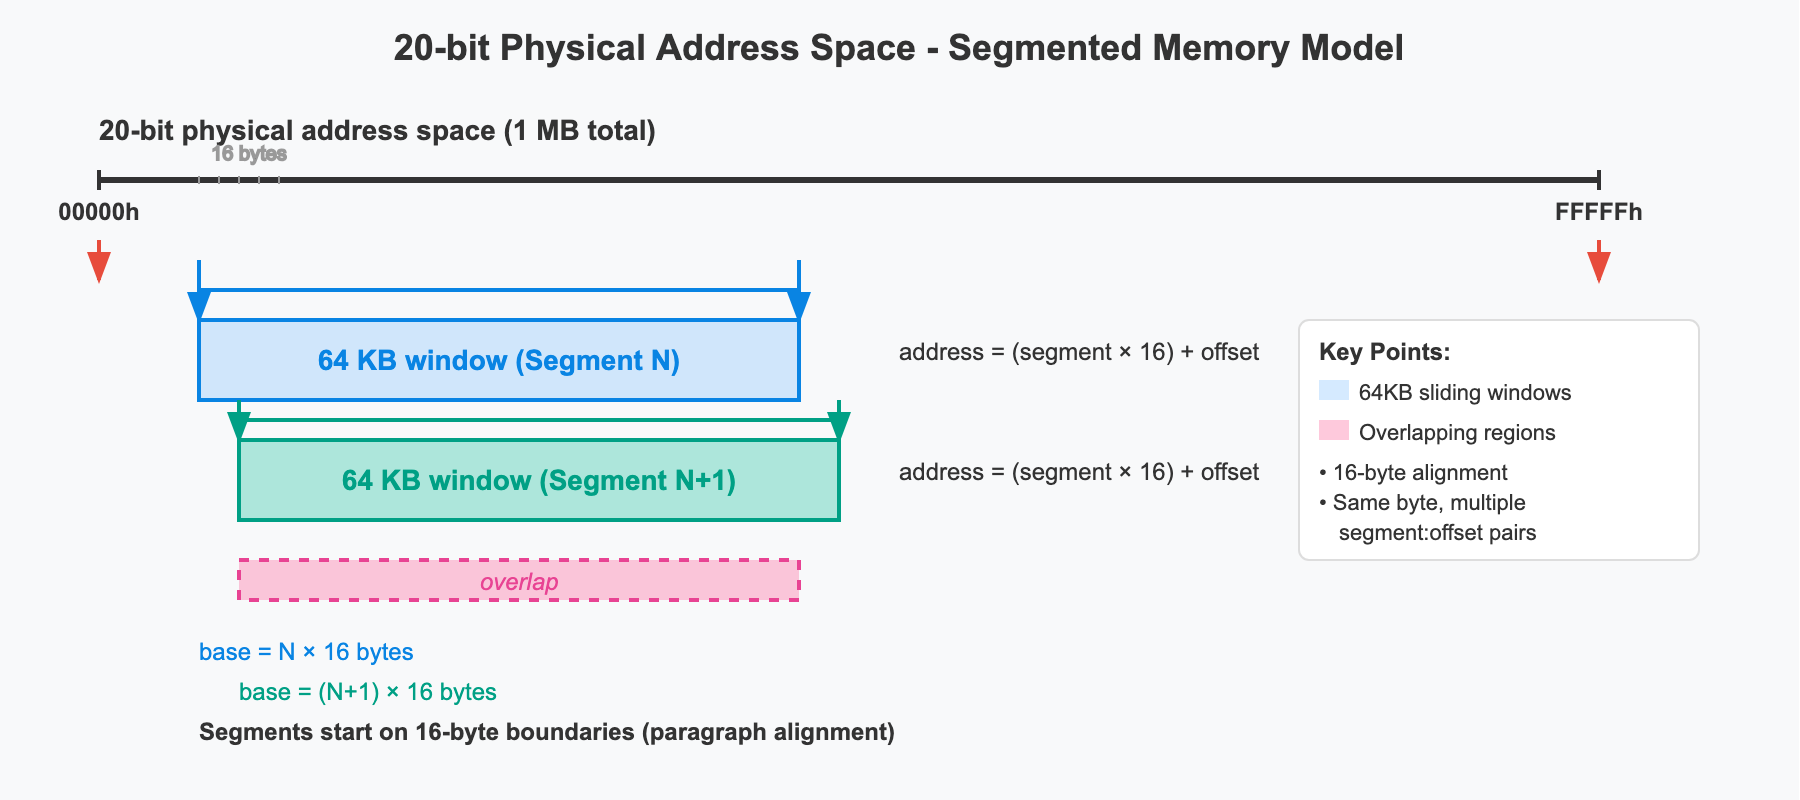 20-bit Physical Address Space - Segmented Memory Model
20-bit physical address space (1 MB total)
16 bytes
00000h
FFFFFh
64 KB window (Segment N)
address = (segment × 16) + offset
64 KB window (Segment N+1)
address = (segment × 16) + offset
Key Points:
64KB sliding windows
Overlapping regions
• 16-byte alignment
• Same byte, multiple
segment:offset pairs
overlap
base = N × 16 bytes
base = (N+1) × 16 bytes
Segments start on 16-byte boundaries (paragraph alignment)